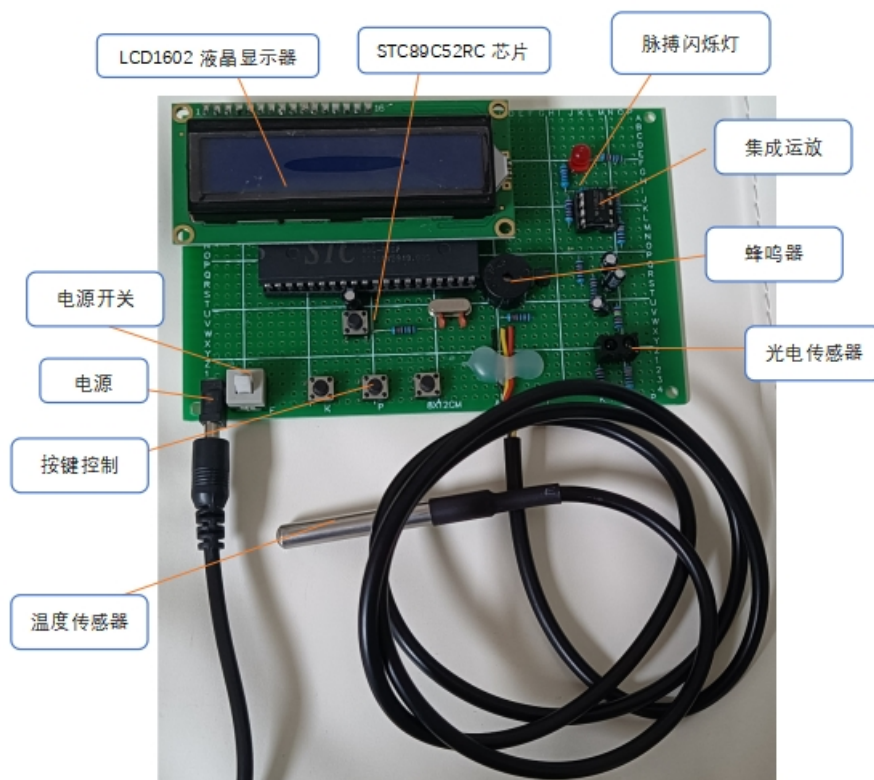 LCD1602 液晶显示器
STC89C52RC 芯片
脉搏闪烁灯
集成运放
蜂鸣器
电源开关
光电传感器
电源
按键控制
温度传感器
1
16
STC
K
P
8X12CM
F